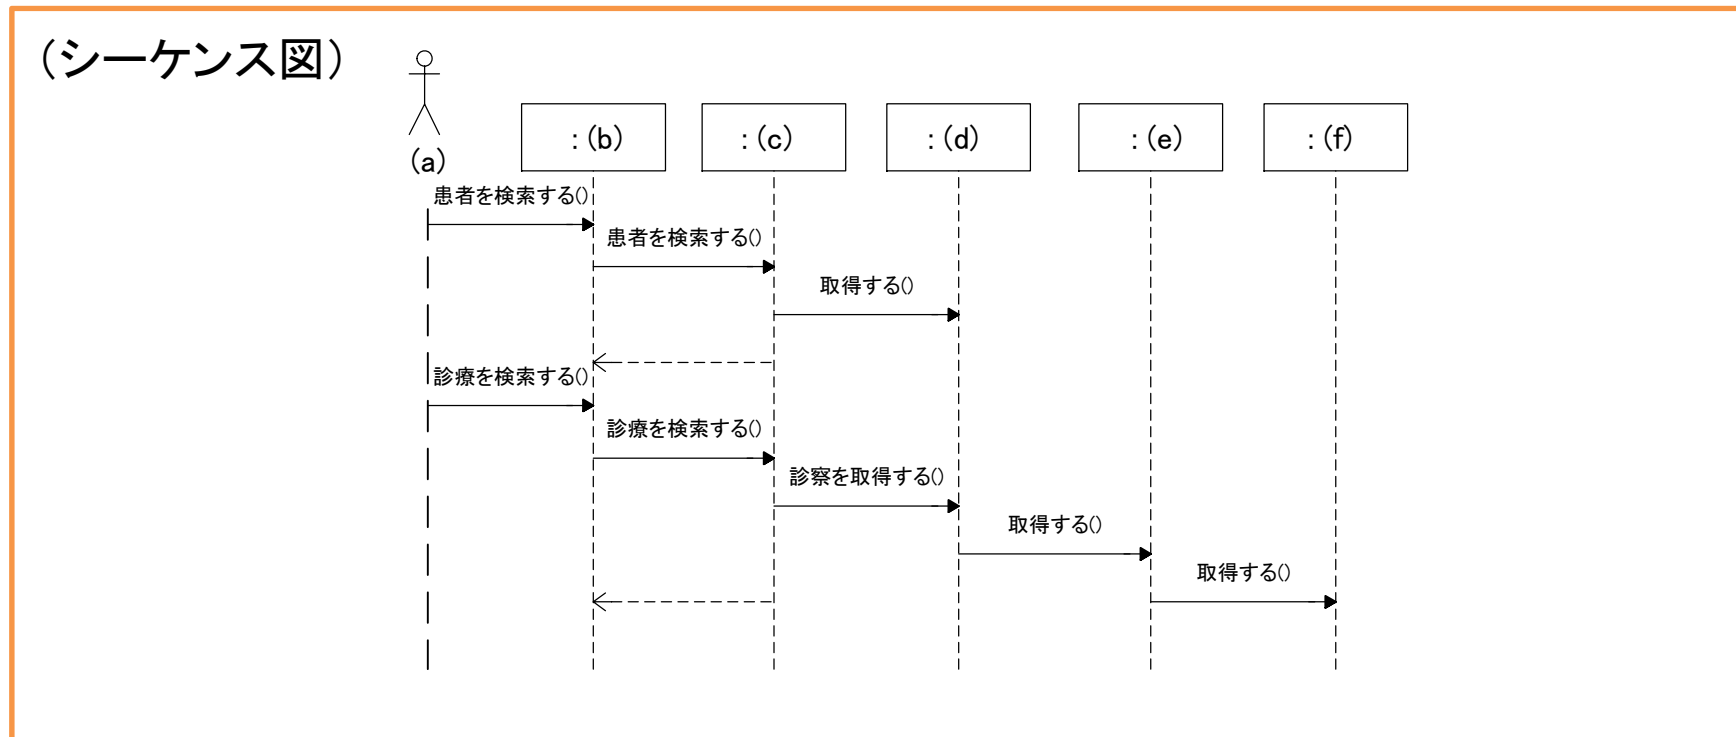 （シーケンス図）
(a)
: (b)
: (c)
: (d)
: (e)
: (f)
患者を検索する()
患者を検索する()
取得する()
診療を検索する()
診療を検索する()
診察を取得する()
取得する()
取得する()